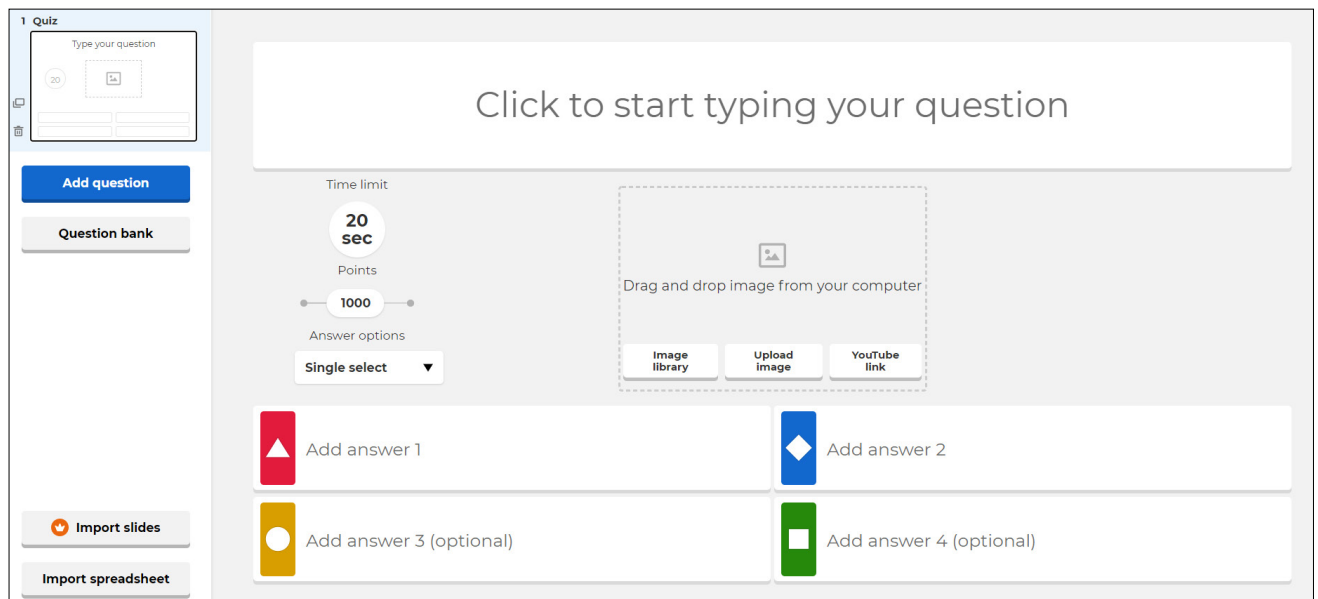 1 Quiz
Type your question
20
Add question
Question bank
Import slides
Import spreadsheet
Click to start typing your question
Time limit
20
sec
Points
1000
Answer options
Single select
Drag and drop image from your computer
Image
library
Upload
image
YouTube
link
Add answer 1
Add answer 2
Add answer 3 (optional)
Add answer 4 (optional)